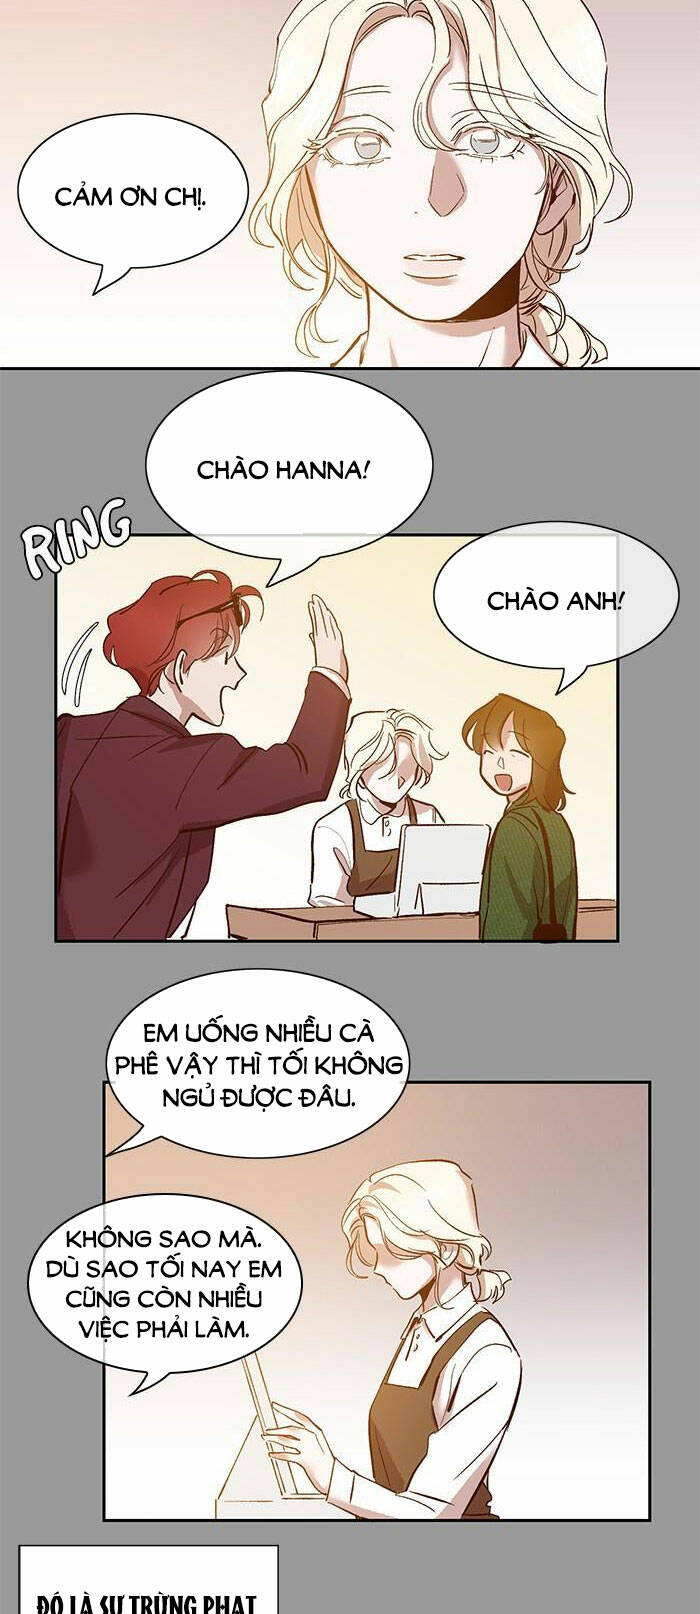 CẢM ƠN CHỊ.
CHÀO HANNA!
RING
CHÀO ANH!
EM UỐNG NHIỀU CÀ
PHÊ VẬY THÌ TỐI KHÔNG
NGỦ ĐƯỢC ĐÂU.
KHÔNG SAO MÀ.
DÙ SAO TỐI NAY EM
CŨNG CÒN NHIỀU
VIỆC PHẢI LÀM.
ĐÓ LÀ SỰ TRỪNG PHẠT